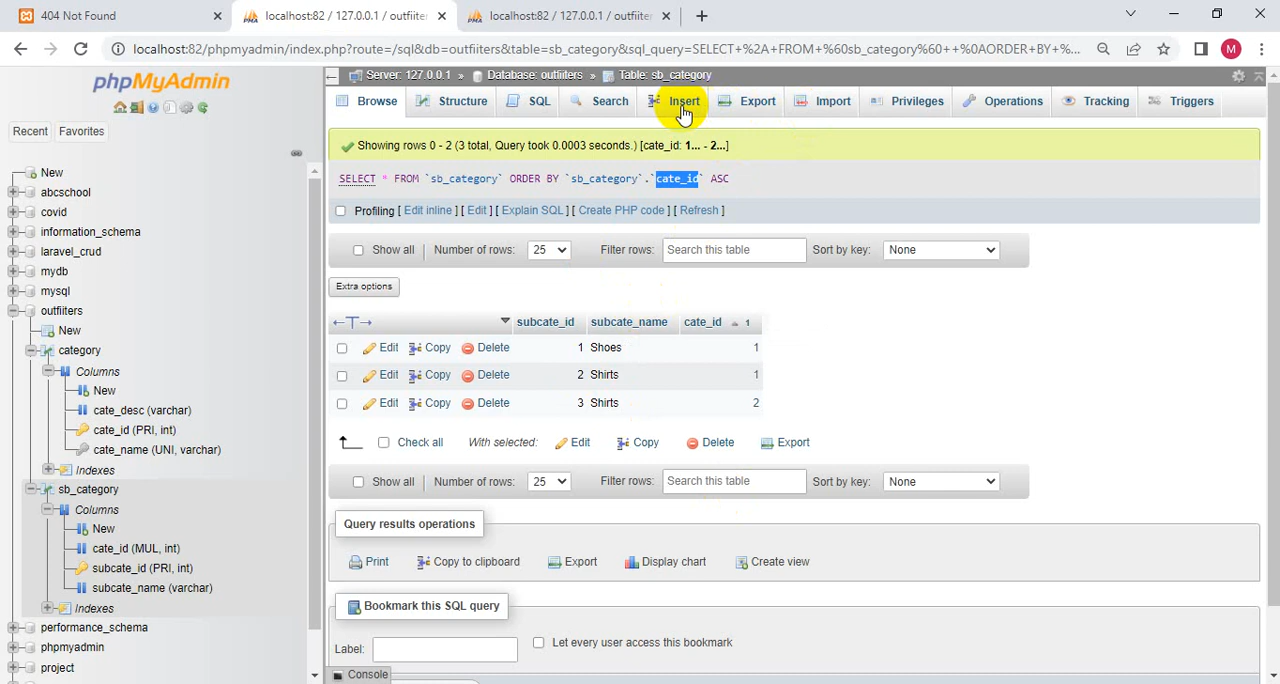 404 Not Found
localhost:82 / 127.0.0.1 / outfiiter
localhost:82 / 127.0.0.1 / outfiiter
localhost:82/phpmyadmin/index.php?route=/sql&db=outfiiters&table=sb_category&sql_query=SELECT+%2A+FROM+%60sb_category%60++%0AORDER+BY+%...
M
phpMyAdmin
Recent
Favorites
New
abcschool
covid
information_schema
laravel_crud
mydb
mysql
outfiiters
New
category
Columns
New
cate_desc (varchar)
cate_id (PRI, int)
cate_name (UNI, varchar)
Indexes
sb_category
Columns
New
cate_id (MUL, int)
subcate_id (PRI, int)
subcate_name (varchar)
Indexes
performance_schema
phpmyadmin
project
Server: 127.0.0.1 » Database: outfiiters » Table: sb_category
Browse Structure SQL Search Insert Export Import Privileges Operations Tracking Triggers
Showing rows 0 - 2 (3 total, Query took 0.0003 seconds.) [cate_id: 1... - 2...]
SELECT * FROM `sb_category` ORDER BY `sb_category`.`cate_id` ASC
Profiling [ Edit inline ] [ Edit ] [ Explain SQL ] [ Create PHP code ] [ Refresh ]
Show all Number of rows: 25 Filter rows: Search this table Sort by key: None
Extra options
subcate_id subcate_name cate_id 1
Edit Copy Delete 1 Shoes 1
Edit Copy Delete 2 Shirts 1
Edit Copy Delete 3 Shirts 2
Check all With selected: Edit Copy Delete Export
Show all Number of rows: 25 Filter rows: Search this table Sort by key: None
Query results operations
Print Copy to clipboard Export Display chart Create view
Bookmark this SQL query
Label: Let every user access this bookmark
Console